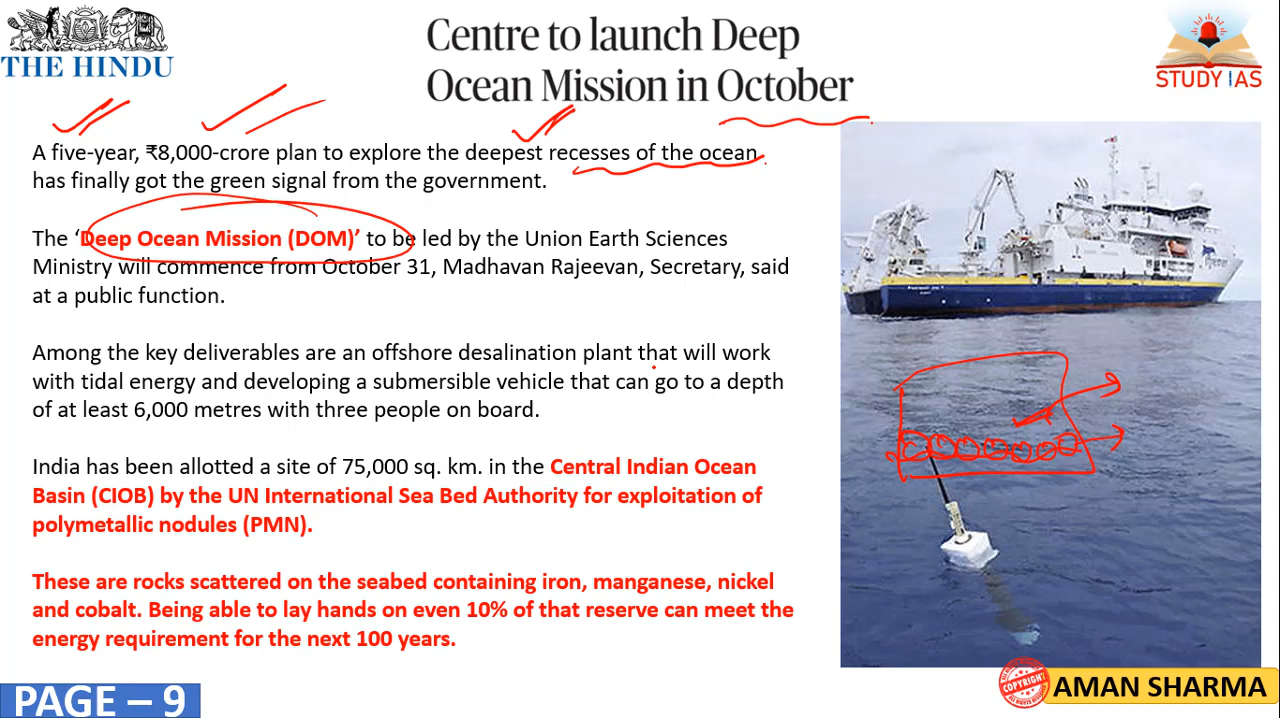 THE HINDU
Centre to launch Deep
Ocean Mission in October
STUDY IAS
A five-year, ₹8,000-crore plan to explore the deepest recesses of the ocean
has finally got the green signal from the government.
The ‘Deep Ocean Mission (DOM)’ to be led by the Union Earth Sciences
Ministry will commence from October 31, Madhavan Rajeevan, Secretary, said
at a public function.
Among the key deliverables are an offshore desalination plant that will work
with tidal energy and developing a submersible vehicle that can go to a depth
of at least 6,000 metres with three people on board.
India has been allotted a site of 75,000 sq. km. in the Central Indian Ocean
Basin (CIOB) by the UN International Sea Bed Authority for exploitation of
polymetallic nodules (PMN).
These are rocks scattered on the seabed containing iron, manganese, nickel
and cobalt. Being able to lay hands on even 10% of that reserve can meet the
energy requirement for the next 100 years.
PAGE – 9
COPYRIGHT
AMAN SHARMA